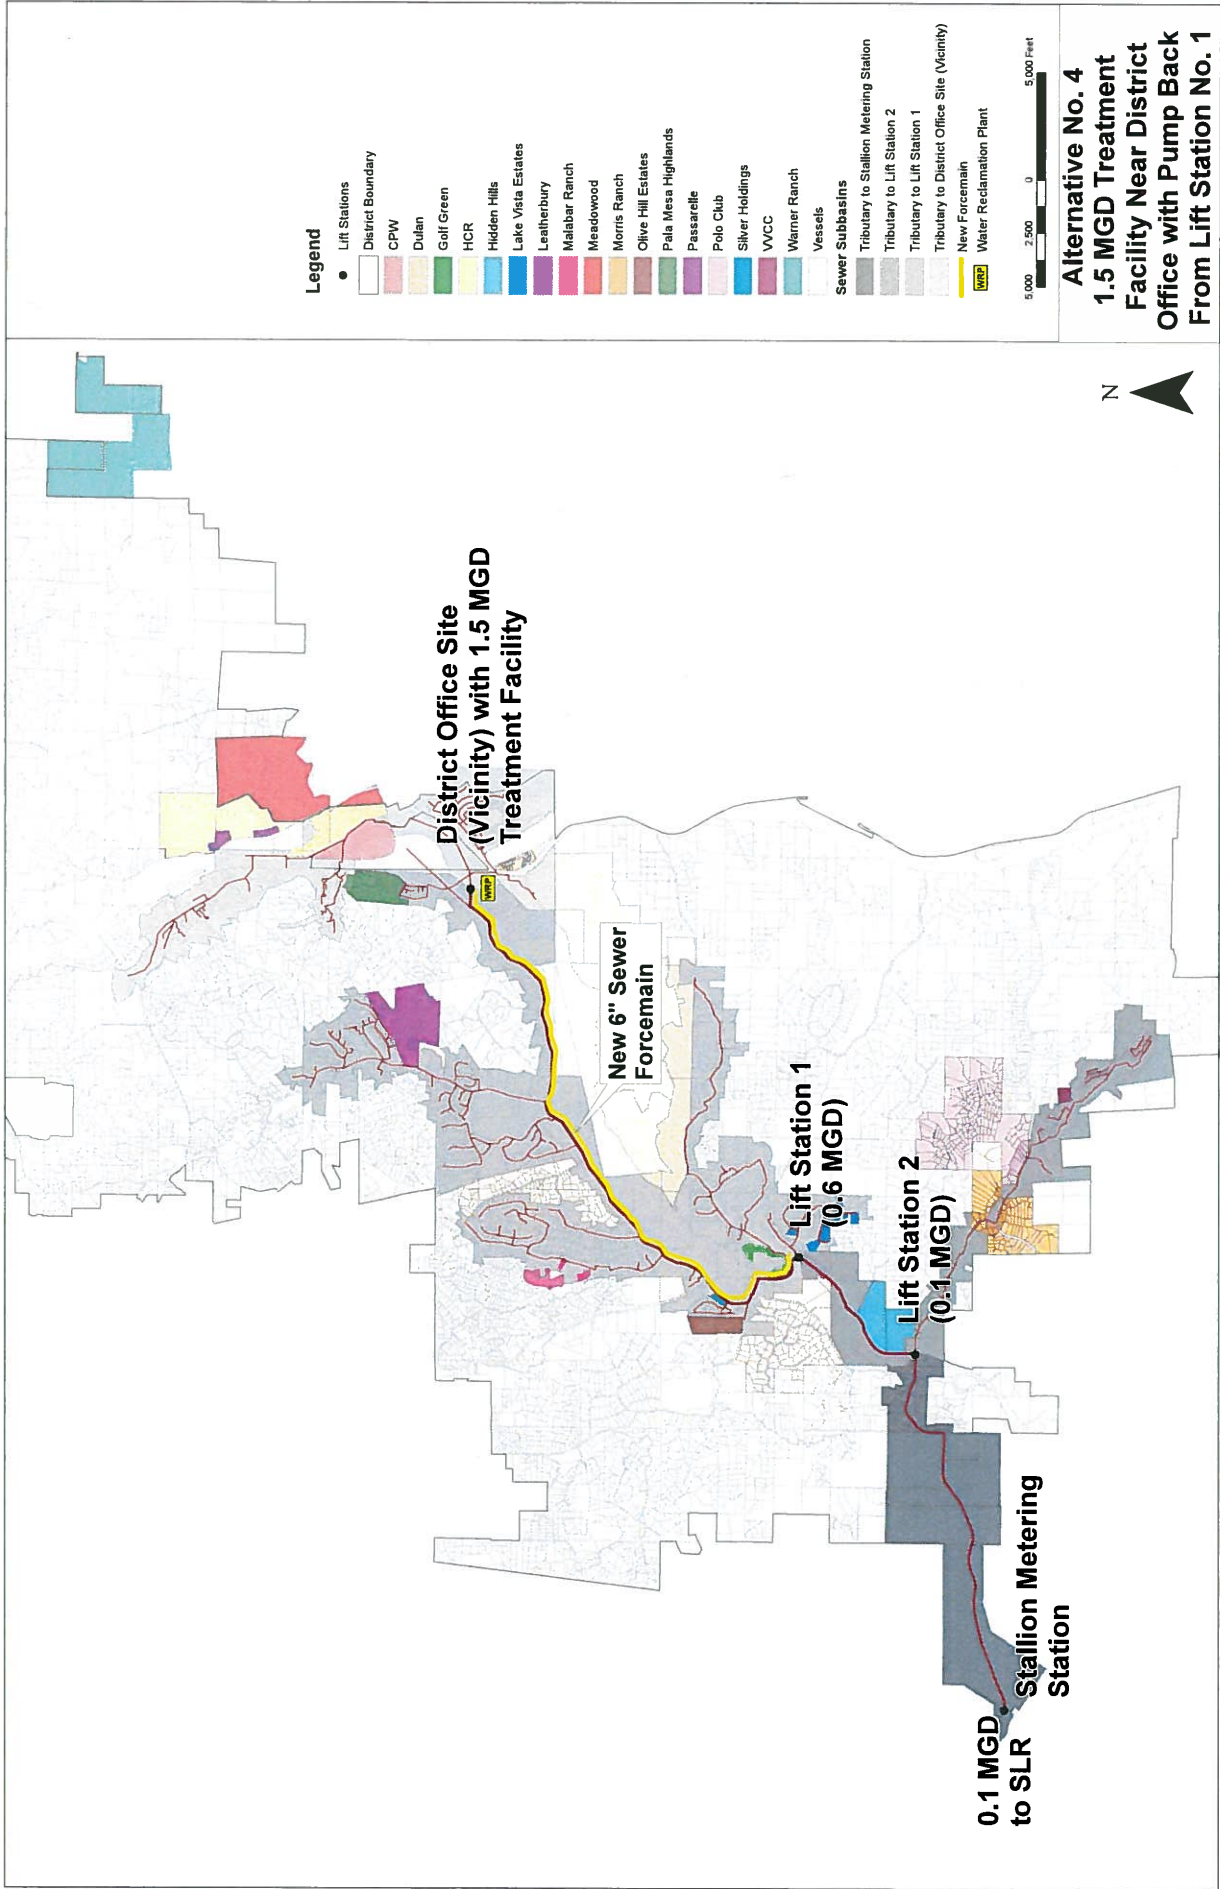 District Office Site
(Vicinity) with 1.5 MGD
Treatment Facility
WRP
New 6" Sewer
Forcemain
Lift Station 1
(0.6 MGD)
Lift Station 2
(0.1 MGD)
Stallion Metering
Station
0.1 MGD
to SLR
N
Legend
Lift Stations
District Boundary
CPW
Dulan
Golf Green
HCR
Hidden Hills
Lake Vista Estates
Leatherbury
Malabar Ranch
Meadowood
Morris Ranch
Olive Hill Estates
Pala Mesa Highlands
Passarelle
Polo Club
Silver Holdings
VVCC
Warner Ranch
Vessels
Sewer Subbasins
Tributary to Stallion Metering Station
Tributary to Lift Station 2
Tributary to Lift Station 1
Tributary to District Office Site (Vicinity)
New Forcemain
WRP Water Reclamation Plant
5,000 2,500 0 5,000 Feet
Alternative No. 4
1.5 MGD Treatment
Facility Near District
Office with Pump Back
From Lift Station No. 1